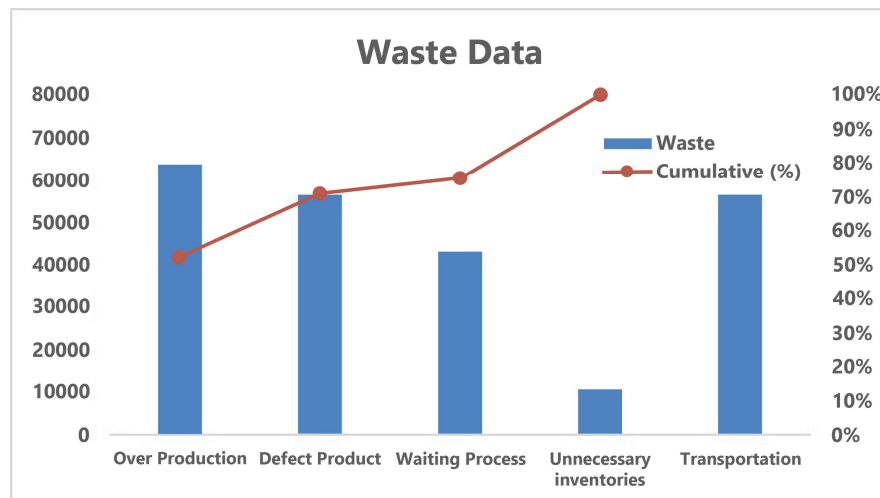 Waste Data
80000
70000
60000
50000
40000
30000
20000
10000
0
100%
90%
80%
70%
60%
50%
40%
30%
20%
10%
0%
Waste
Cumulative (%)
Over Production
Defect Product
Waiting Process
Unnecessary
inventories
Transportation